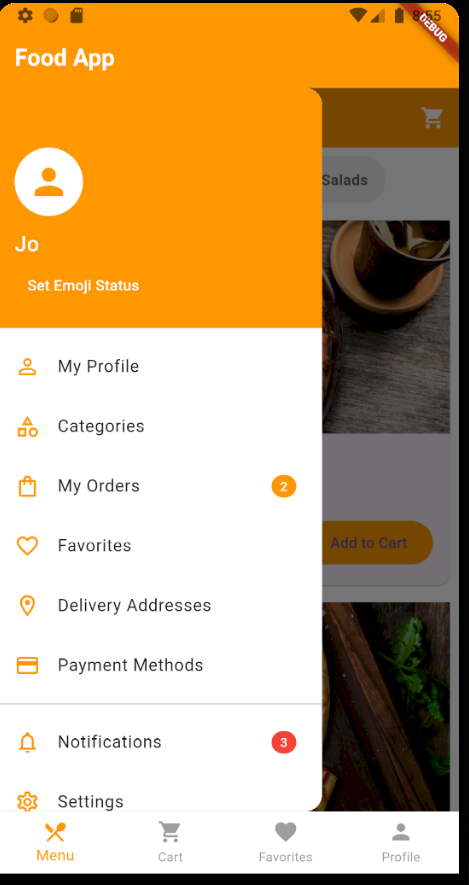 8:55
DEBUG
Food App
Salads
Jo
Set Emoji Status
My Profile
Categories
My Orders
2
Favorites
Add to Cart
Delivery Addresses
Payment Methods
Notifications
3
Settings
Menu
Cart
Favorites
Profile